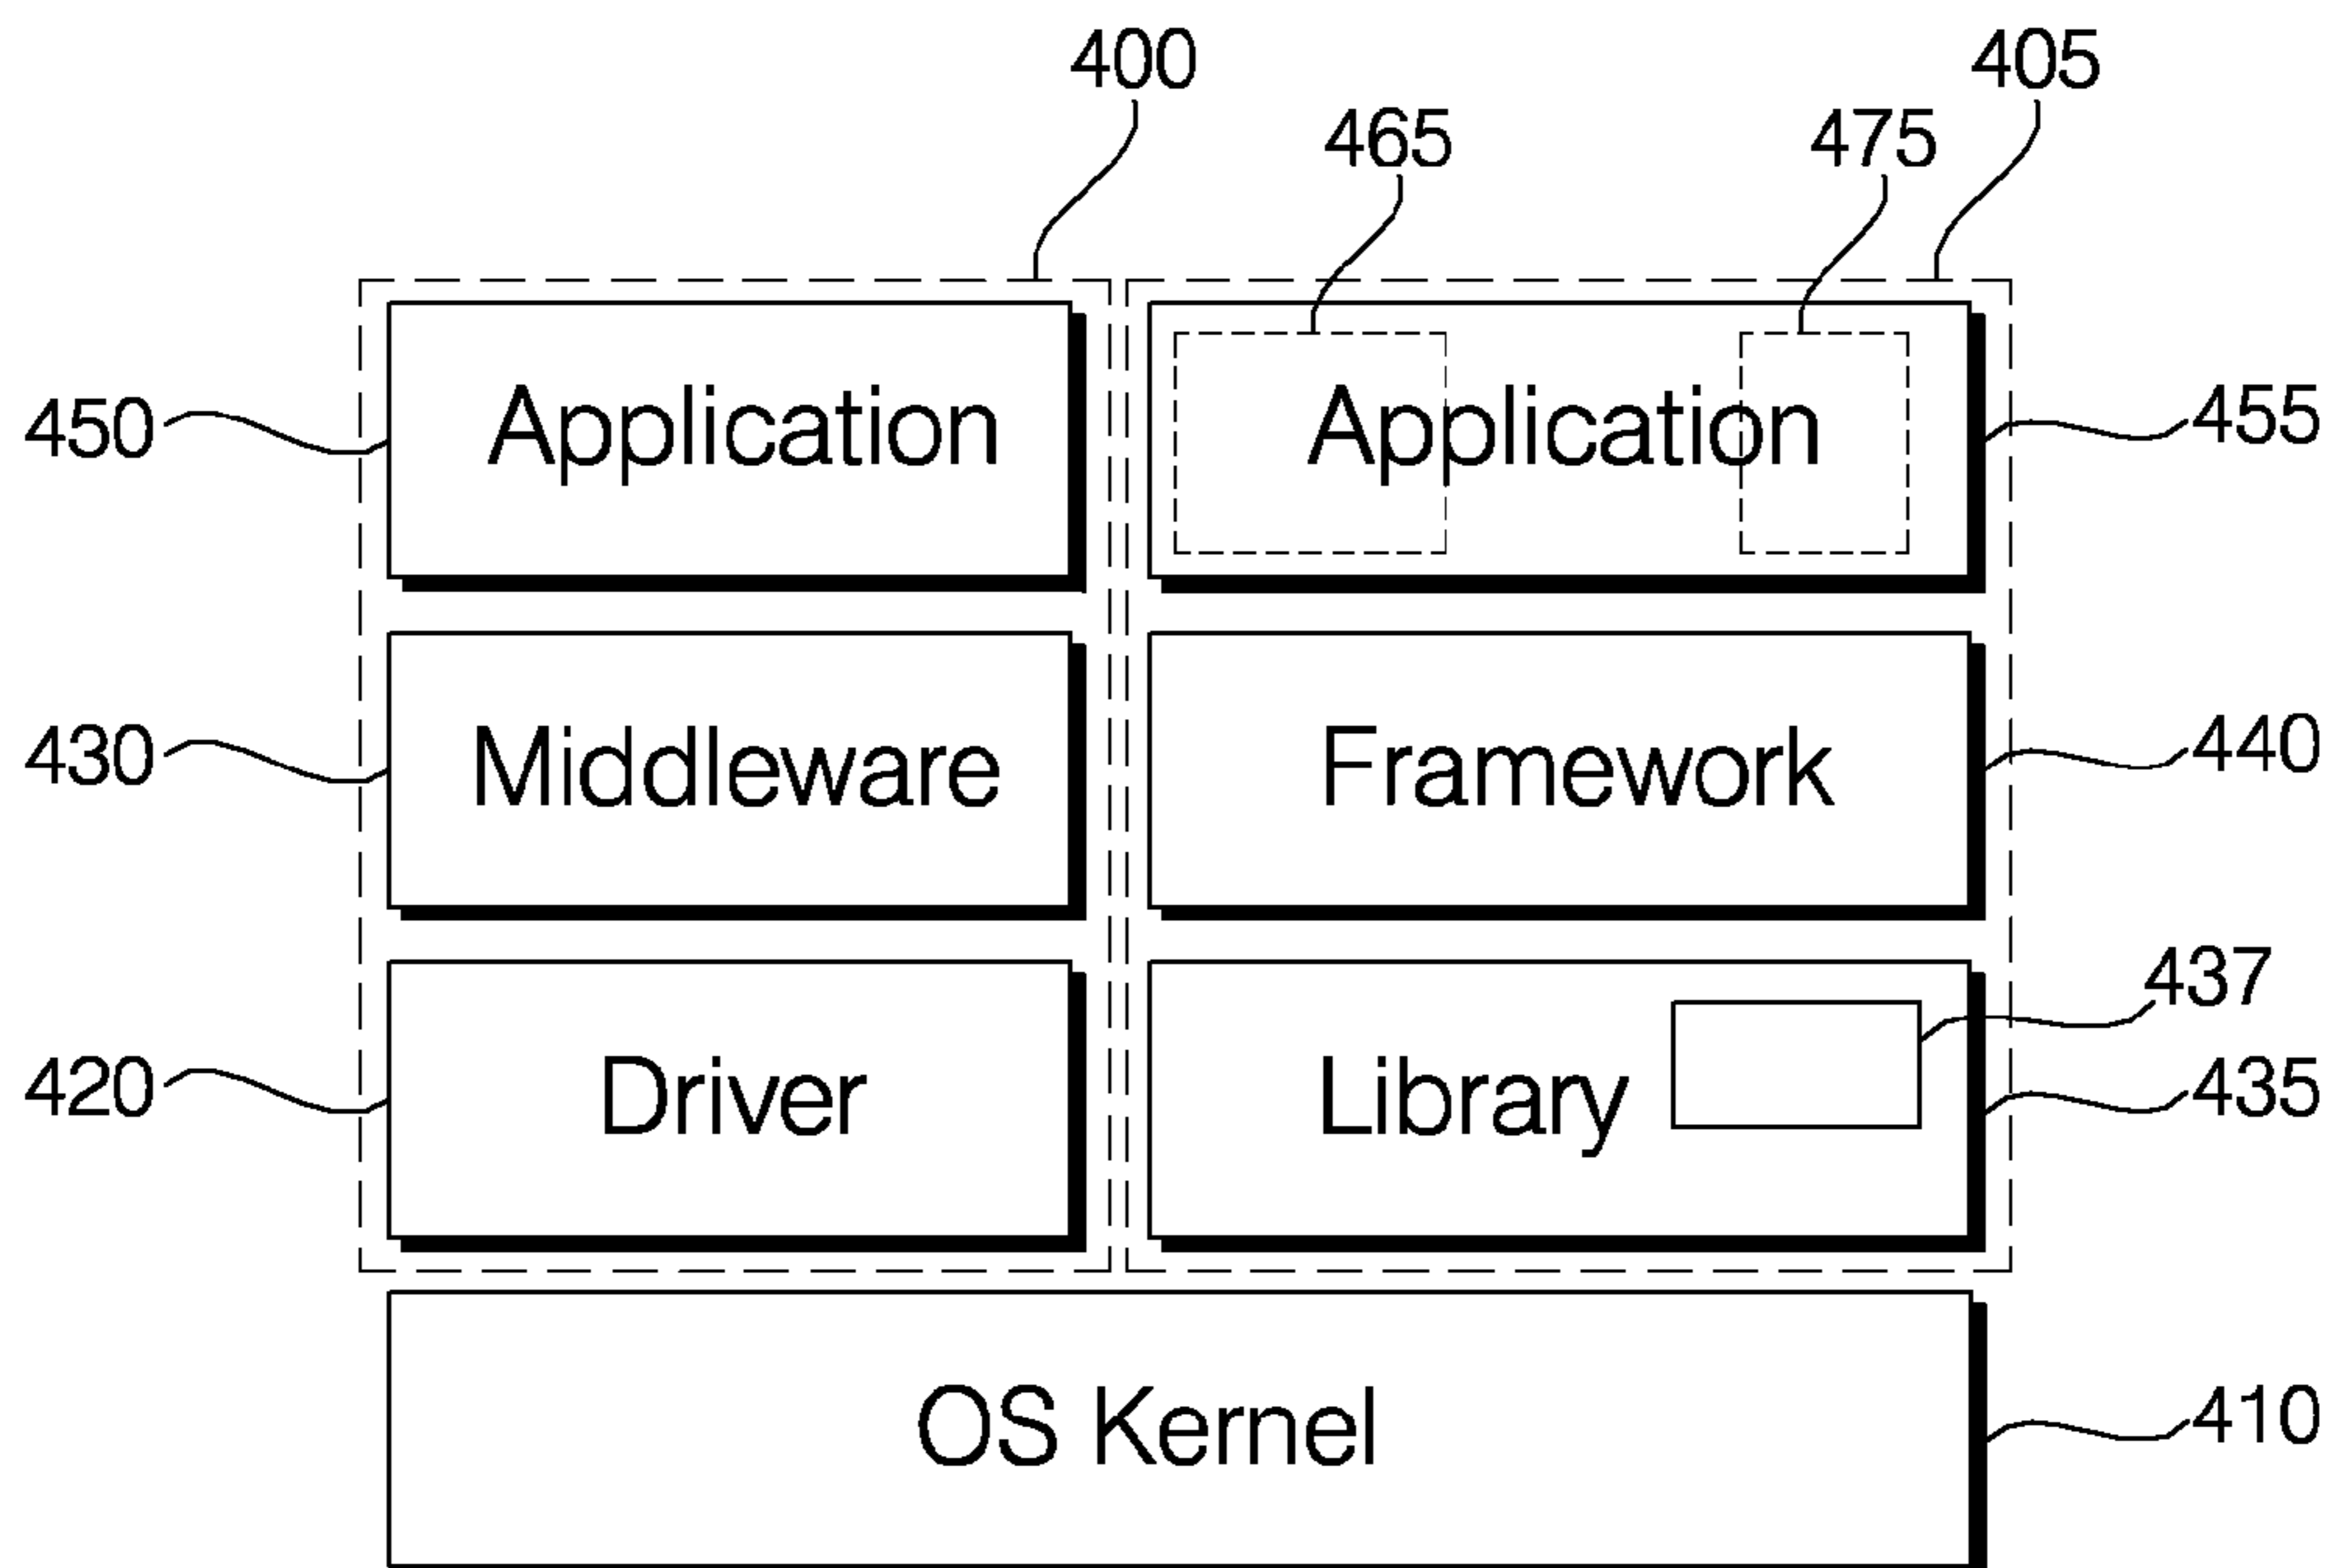 400 405
465 475
450 Application Application 455
430 Middleware Framework 440
437
420 Driver Library 435
OS Kernel 410